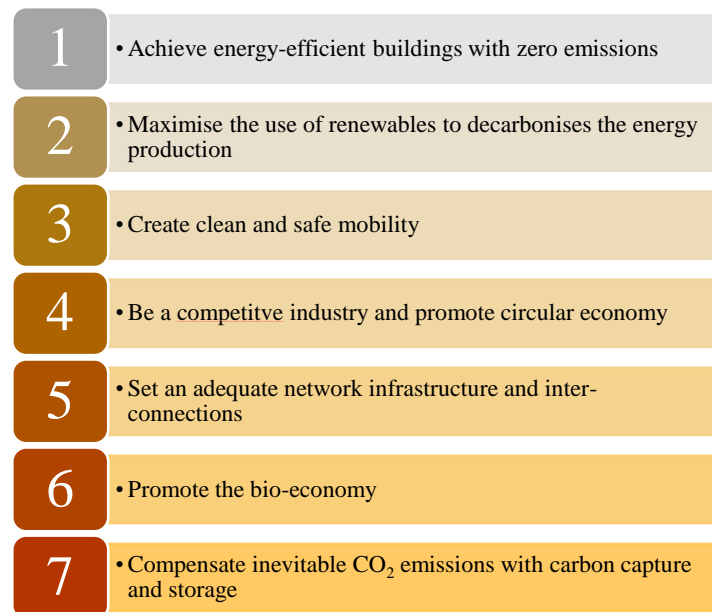 1
• Achieve energy-efficient buildings with zero emissions
2
• Maximise the use of renewables to decarbonises the energy
production
3
• Create clean and safe mobility
4
• Be a competitve industry and promote circular economy
5
• Set an adequate network infrastructure and inter-
connections
6
• Promote the bio-economy
7
• Compensate inevitable CO₂ emissions with carbon capture
and storage